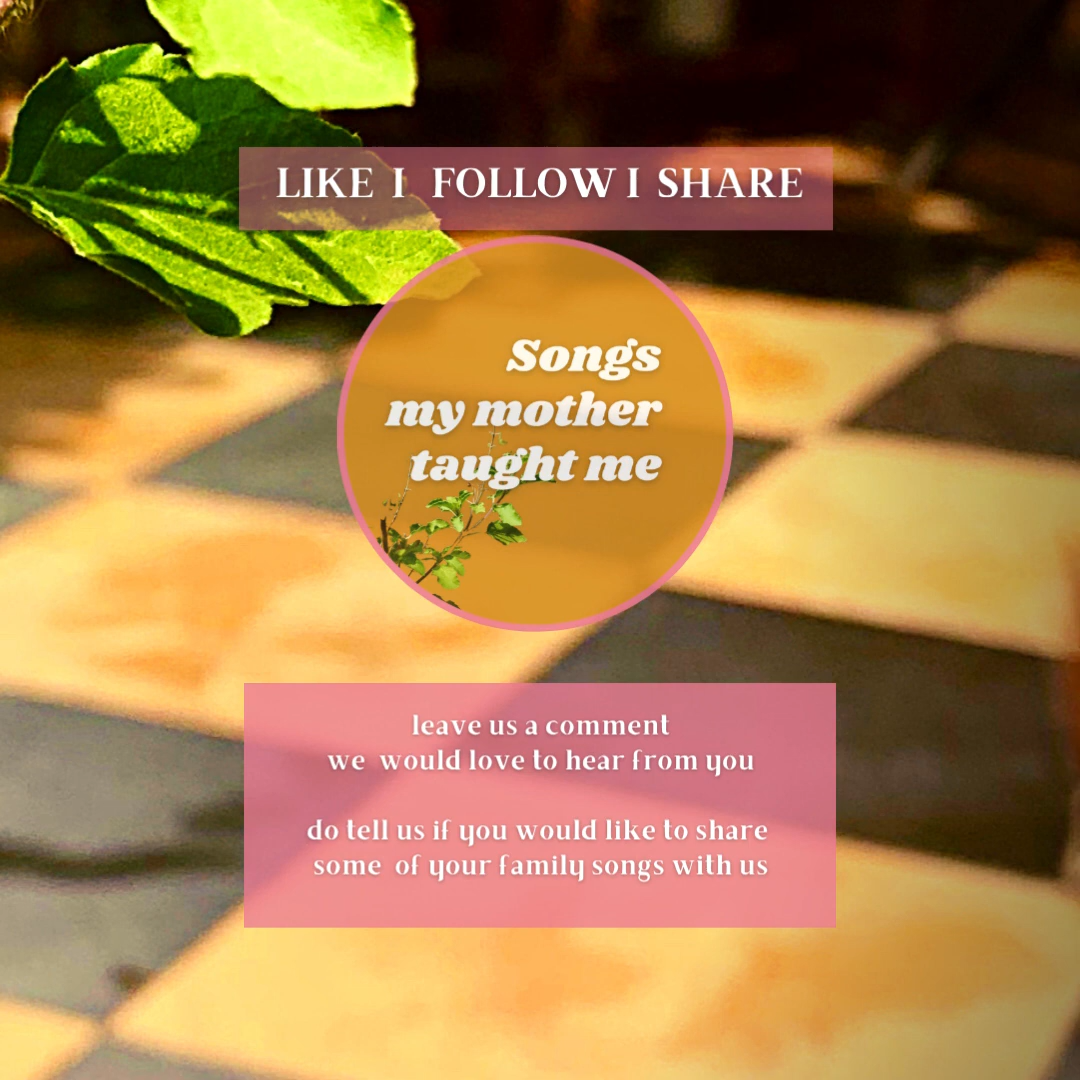 LIKE I FOLLOW I SHARE
Songs
my mother
taught me
leave us a comment
we would love to hear from you
do tell us if you would like to share
some of your family songs with us